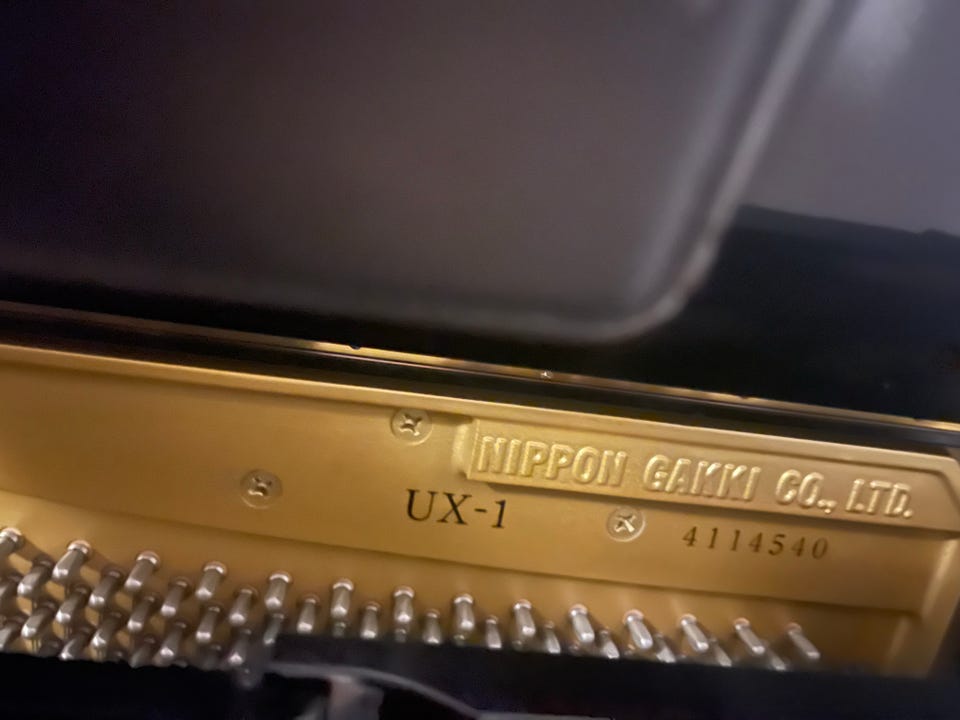 NIPPON GAKKI CO., LTD.
UX-1
4114540